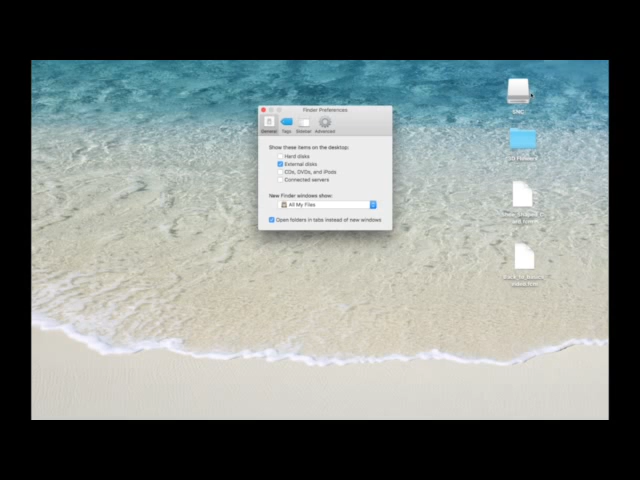 Finder Preferences
General Tags Sidebar Advanced
Show these items on the desktop:
Hard disks
External disks
CDs, DVDs, and iPods
Connected servers
New Finder windows show:
All My Files
Open folders in tabs instead of new windows